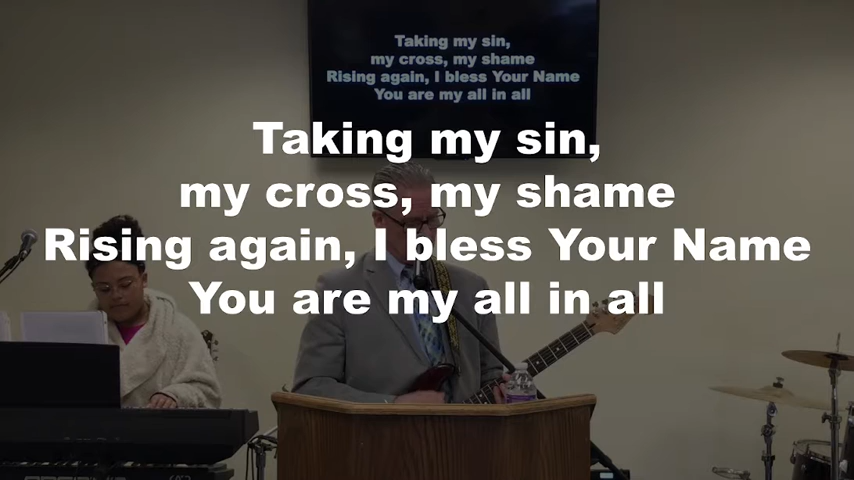 Taking my sin,
my cross, my shame
Rising again, I bless Your Name
You are my all in all
Taking my sin,
my cross, my shame
Rising again, I bless Your Name
You are my all in all